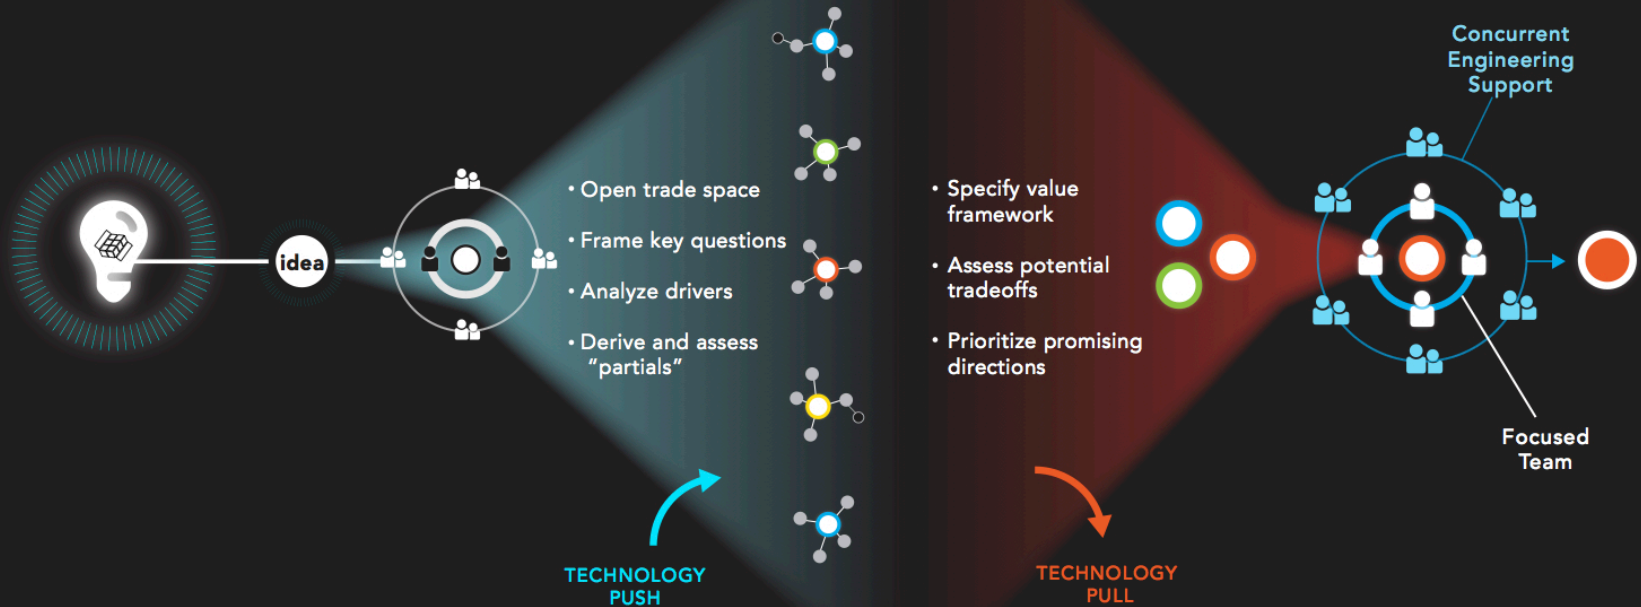 idea
• Open trade space
• Frame key questions
• Analyze drivers
• Derive and assess
“partials”
TECHNOLOGY
PUSH
• Specify value
framework
• Assess potential
tradeoffs
• Prioritize promising
directions
TECHNOLOGY
PULL
Concurrent
Engineering
Support
Focused
Team